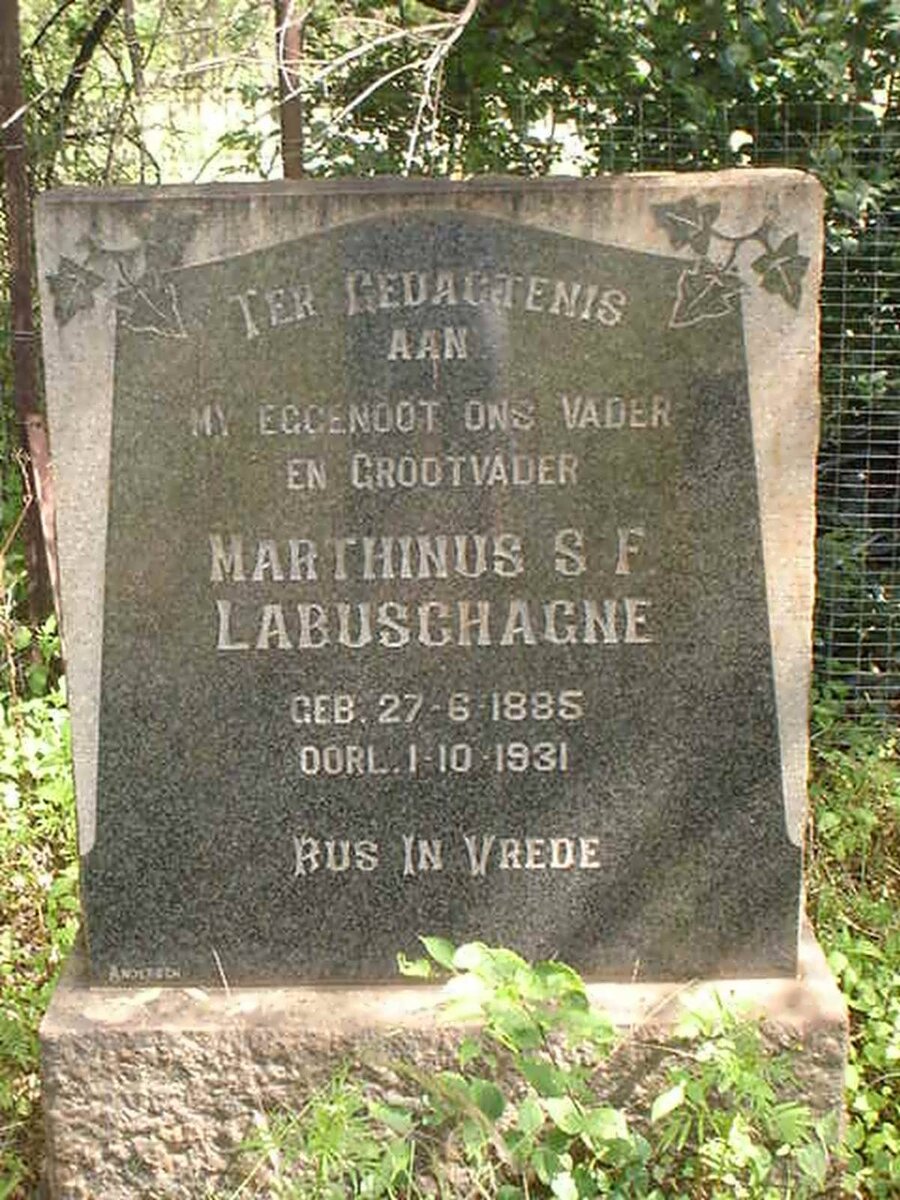 TER GEDAGTENIS
AAN
MY EGGENOOT ONS VADER
EN GROOTVADER
MARTHINUS S. F.
LABUSCHAGNE
GEB. 27-6-1885
OORL. 1-10-1931
RUS IN VREDE